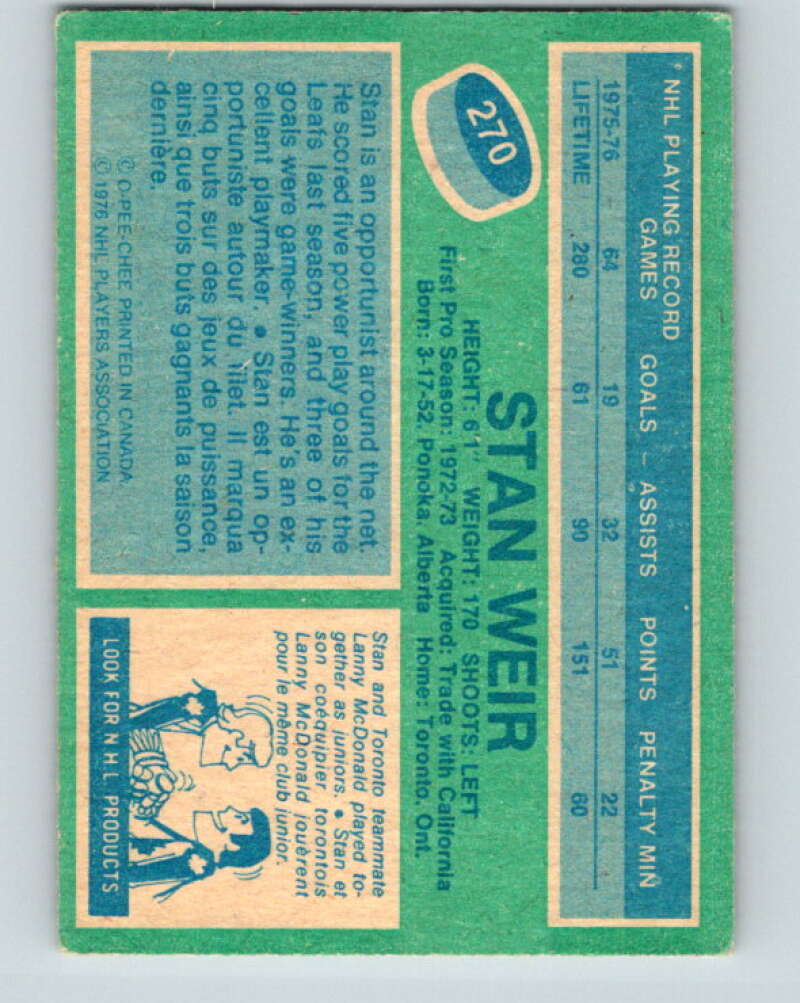 NHL PLAYING RECORD
GAMES GOALS – ASSISTS POINTS PENALTY MIN
1975-76 64 19 32 51 22
LIFETIME 280 61 90 151 60
270
STAN WEIR
HEIGHT: 6'1" WEIGHT: 170 SHOOTS: LEFT
First Pro Season: 1972-73 Acquired: Trade with California
Born: 3-17-52, Ponoka, Alberta Home: Toronto, Ont.
Stan is an opportunist around the net.
He scored five power play goals for the
Leafs last season, and three of his
goals were game-winners. He's an ex-
cellent playmaker. • Stan est un op-
portuniste autour du filet. Il marqua
cinq buts sur des jeux de puissance,
ainsi que trois buts gagnants la saison
dernière.
© O-PEE-CHEE PRINTED IN CANADA.
© 1976 NHL PLAYERS ASSOCIATION
Stan and Toronto teammate
Lanny McDonald played to-
gether as juniors. • Stan et
son coéquipier torontois
Lanny McDonald jouèrent
pour le même club junior.
LOOK FOR NHL PRODUCTS